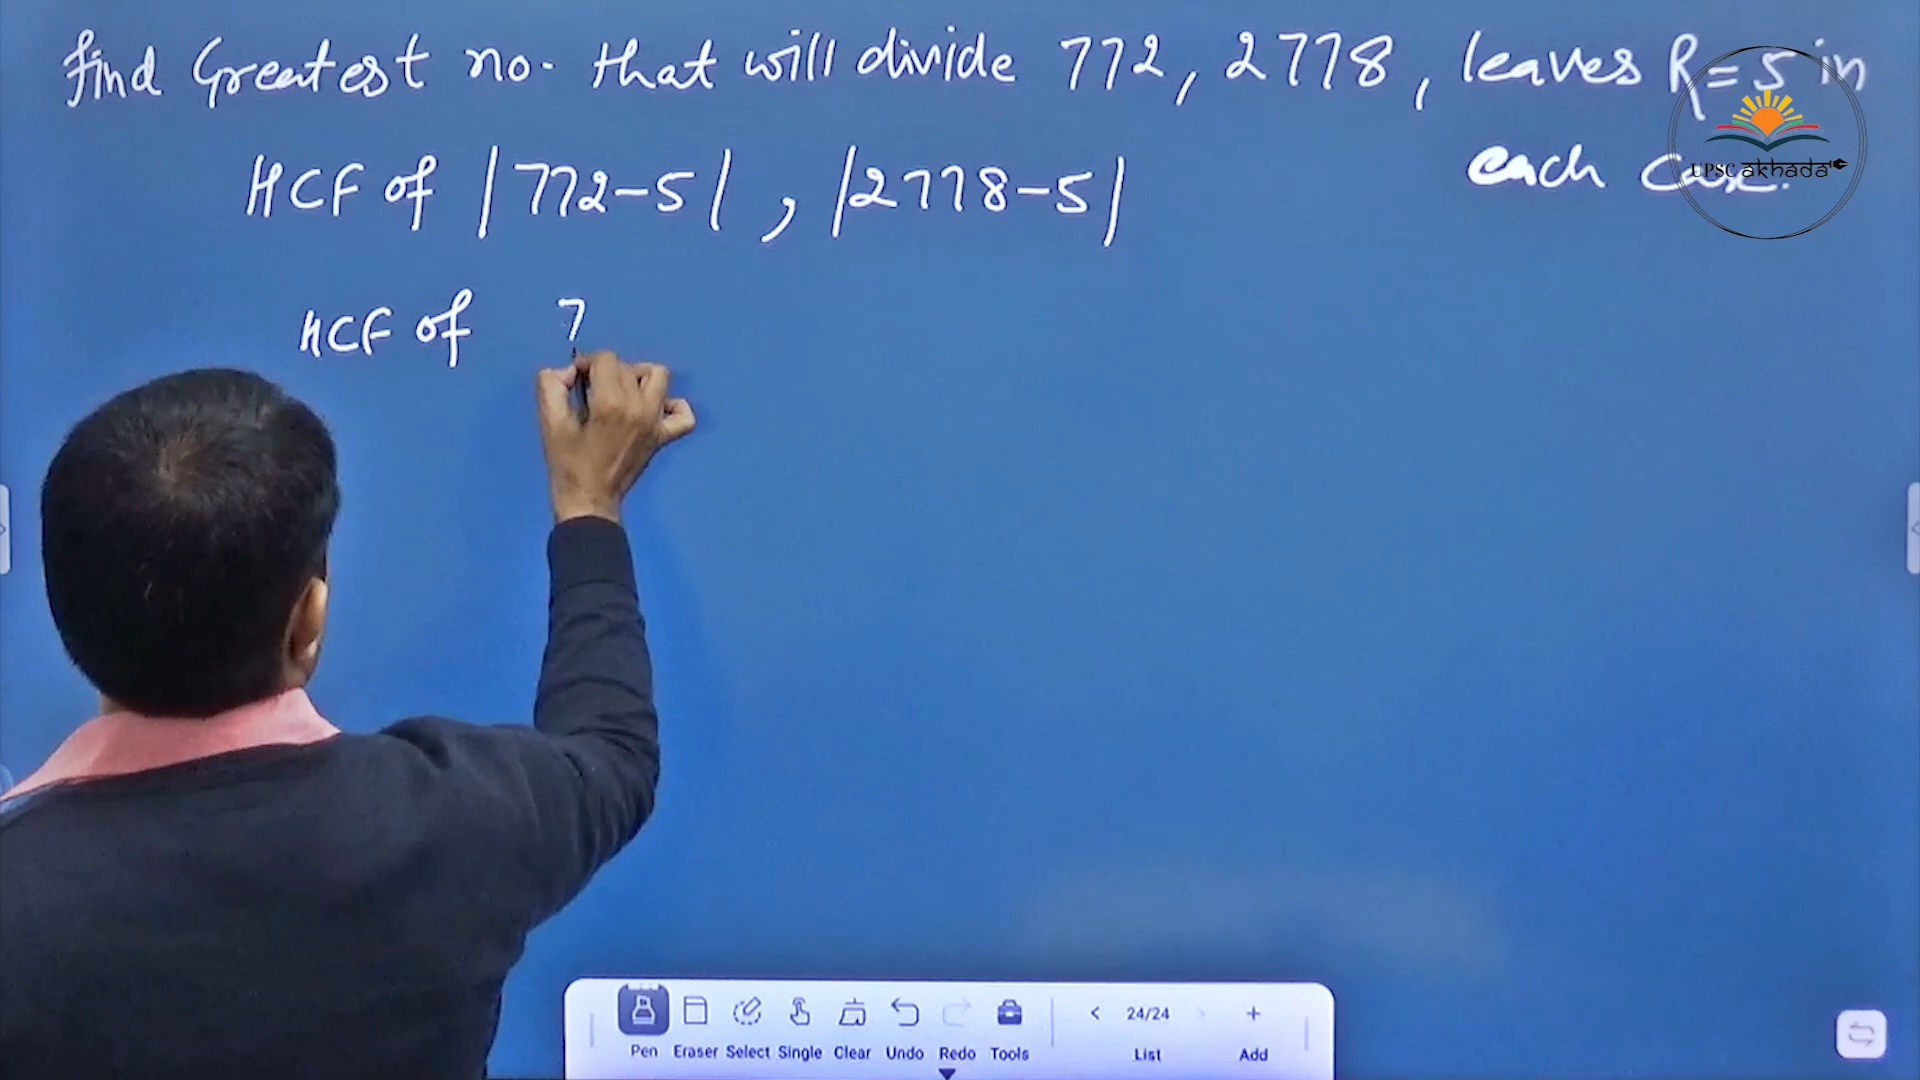 find Greatest no. that will divide 772, 2778, leaves R=5 in
each case.
HCF of |772-5| , |2778-5|
HCF of 7
UPSC akhada
Pen Eraser Select Single Clear Undo Redo Tools < 24/24 > + 
List Add